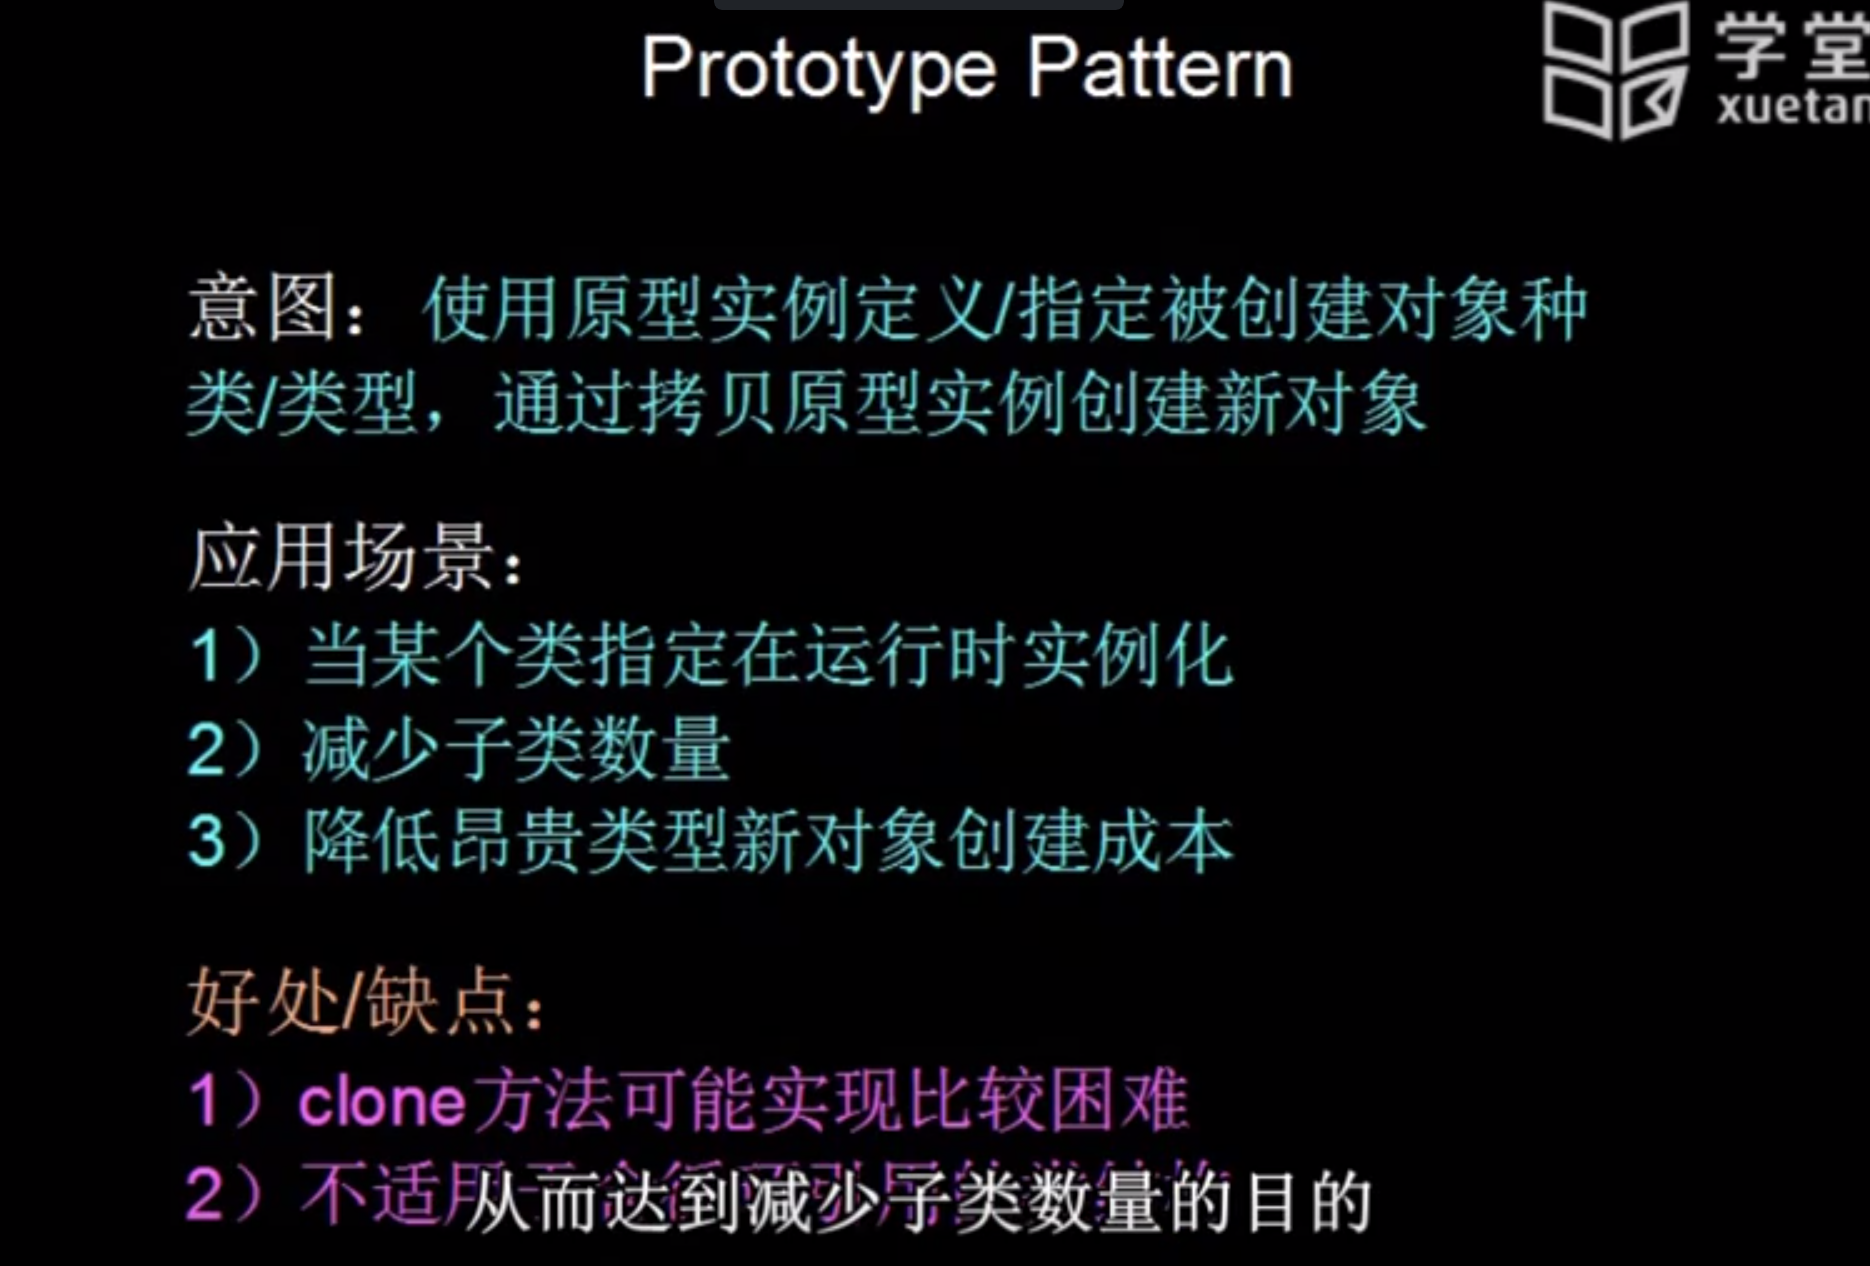 Prototype Pattern
学堂
xuetan
意图： 使用原型实例定义/指定被创建对象种
类/类型，通过拷贝原型实例创建新对象
应用场景：
1）当某个类指定在运行时实例化
2）减少子类数量
3）降低昂贵类型新对象创建成本
好处/缺点：
1）clone方法可能实现比较困难
2）不适用
从而达到减少子类数量的目的